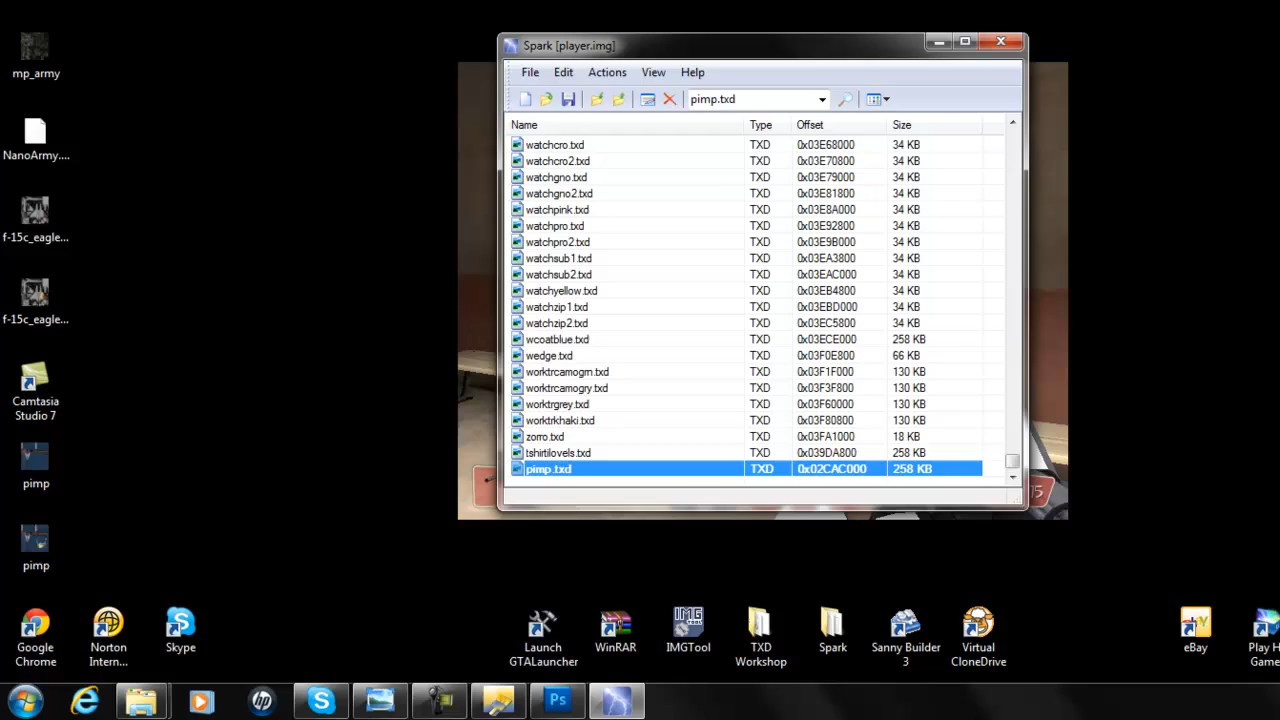 mp_army
NanoArmy....
f-15c_eagle...
f-15c_eagle...
Camtasia
Studio 7
pimp
pimp
Spark [player.img]
File Edit Actions View Help
pimp.txd
Name Type Offset Size
watchcro.txd TXD 0x03E68000 34 KB
watchcro2.txd TXD 0x03E70800 34 KB
watchgno.txd TXD 0x03E79000 34 KB
watchgno2.txd TXD 0x03E81800 34 KB
watchpink.txd TXD 0x03E8A000 34 KB
watchpro.txd TXD 0x03E92800 34 KB
watchpro2.txd TXD 0x03E9B000 34 KB
watchsub1.txd TXD 0x03EA3800 34 KB
watchsub2.txd TXD 0x03EAC000 34 KB
watchyellow.txd TXD 0x03EB4800 34 KB
watchzip1.txd TXD 0x03EBD000 34 KB
watchzip2.txd TXD 0x03EC5800 34 KB
wcoatblue.txd TXD 0x03ECE000 258 KB
wedge.txd TXD 0x03F0E800 66 KB
worktrcamogrn.txd TXD 0x03F1F000 130 KB
worktrcamogry.txd TXD 0x03F3F800 130 KB
worktrgrey.txd TXD 0x03F60000 130 KB
worktrkhaki.txd TXD 0x03F80800 130 KB
zorro.txd TXD 0x03FA1000 18 KB
tshirtilovels.txd TXD 0x039DA800 258 KB
pimp.txd TXD 0x02CAC000 258 KB
Google
Chrome
Norton
Intern...
Skype
Launch
GTALauncher
WinRAR
IMGTool
TXD
Workshop
Spark
Sanny Builder
3
Virtual
CloneDrive
eBay
Play H
Game